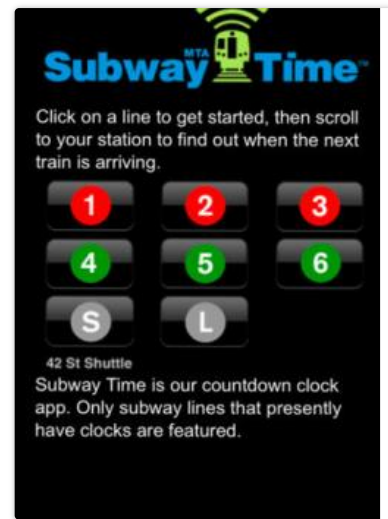 MTA
Subway Time™
Click on a line to get started, then scroll
to your station to find out when the next
train is arriving.
1 2 3
4 5 6
S L
42 St Shuttle
Subway Time is our countdown clock
app. Only subway lines that presently
have clocks are featured.